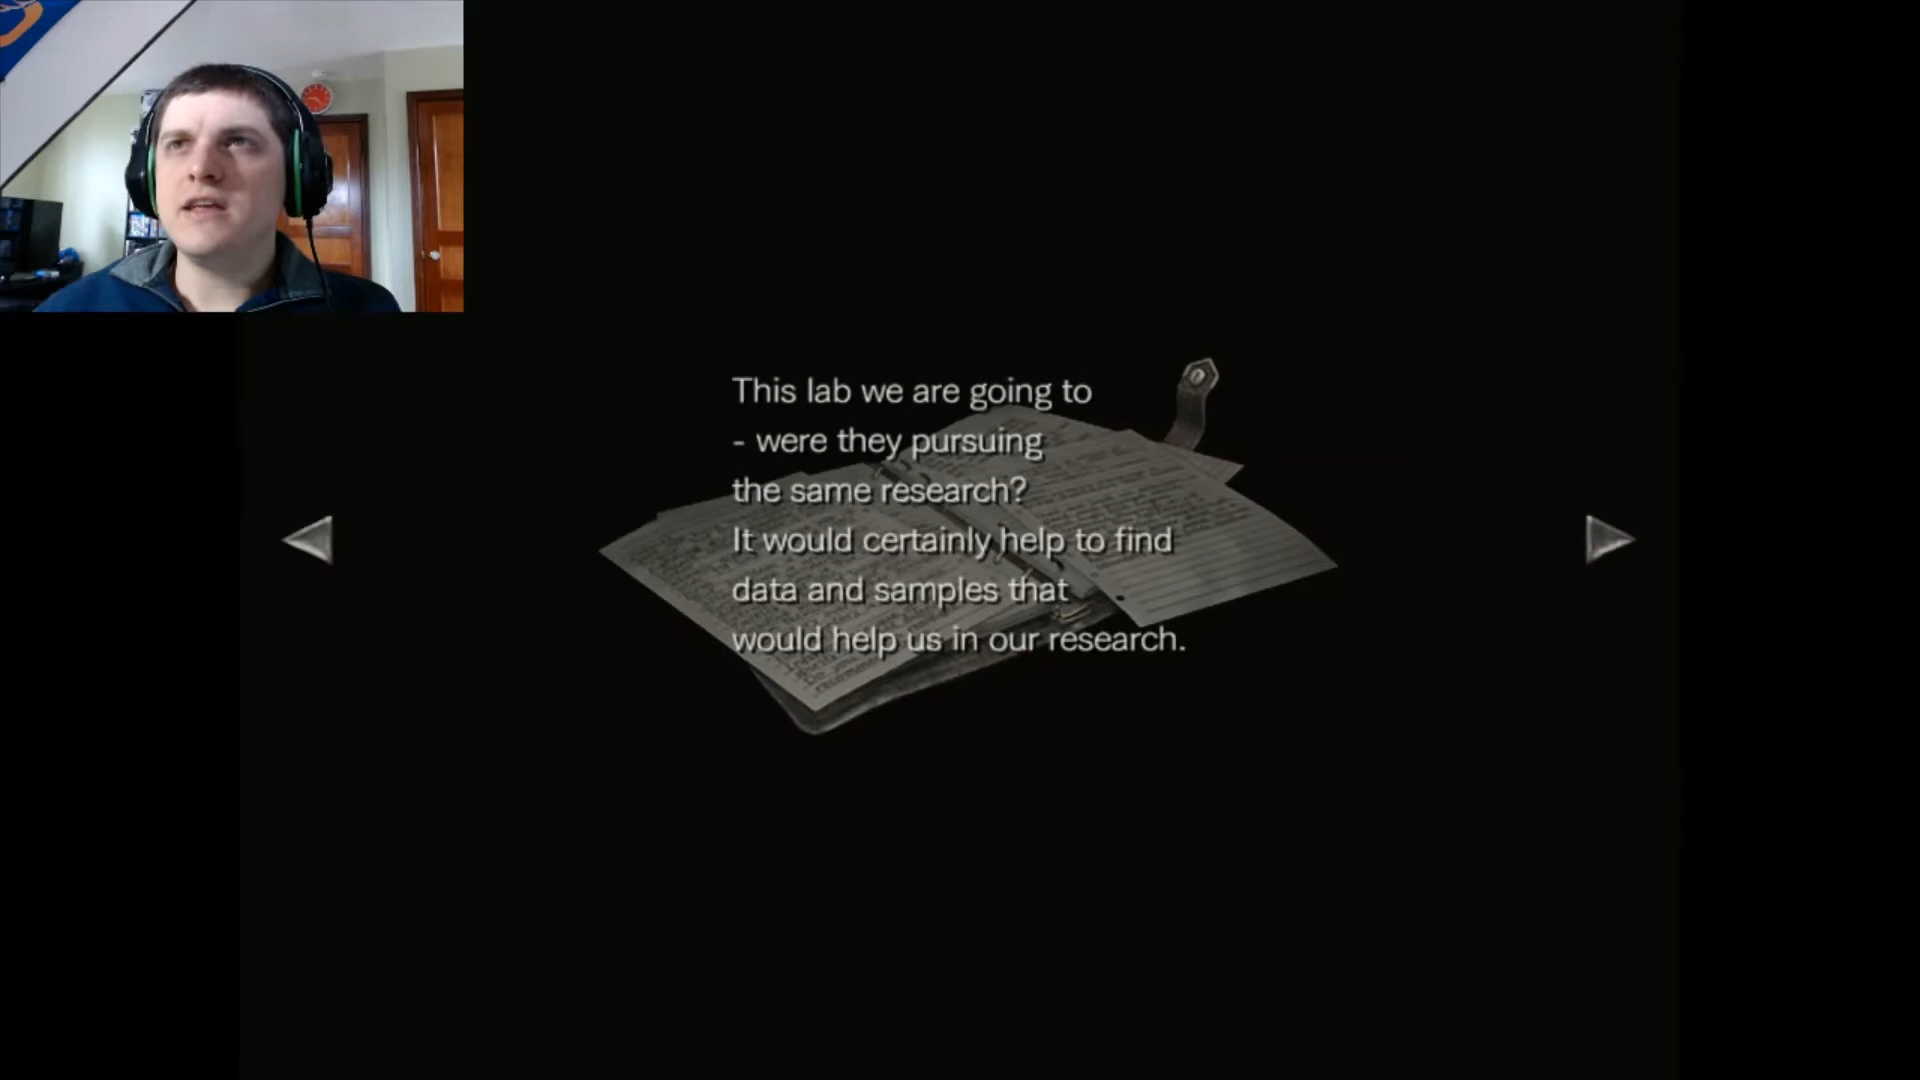 This lab we are going to
- were they pursuing
the same research?
It would certainly help to find
data and samples that
would help us in our research.